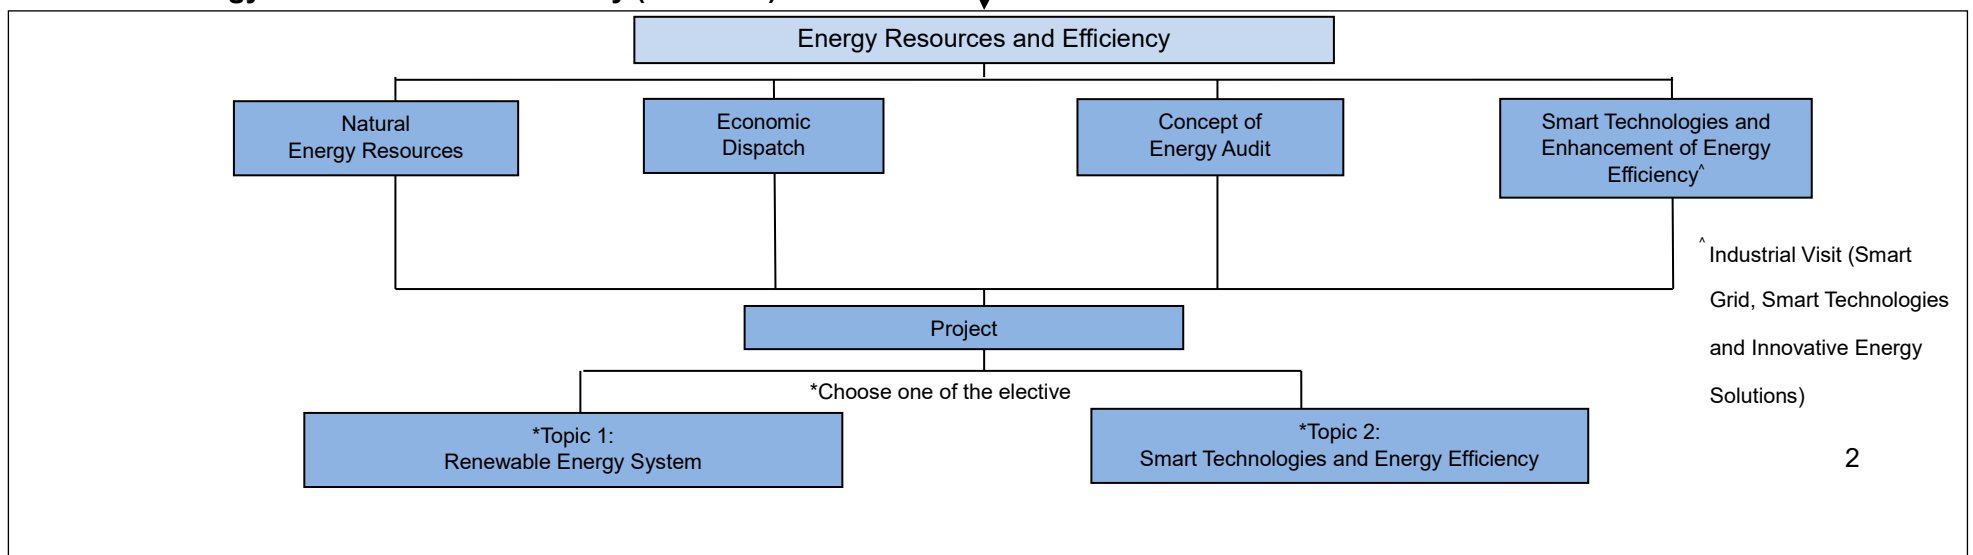 Energy Resources and Efficiency
Natural
Energy Resources
Economic
Dispatch
Concept of
Energy Audit
Smart Technologies and
Enhancement of Energy
Efficiency^
^ Industrial Visit (Smart
Grid, Smart Technologies
and Innovative Energy
Solutions)
Project
*Choose one of the elective
*Topic 1:
Renewable Energy System
*Topic 2:
Smart Technologies and Energy Efficiency
2